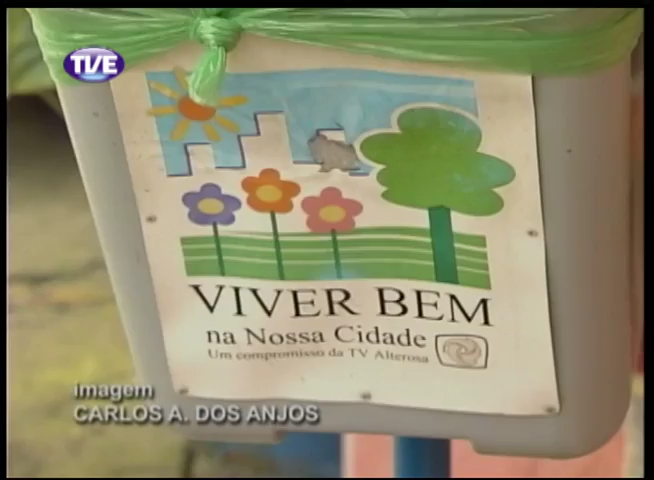 TVE
VIVER BEM
na Nossa Cidade
Um compromisso da TV Alterosa
imagem
CARLOS A. DOS ANJOS